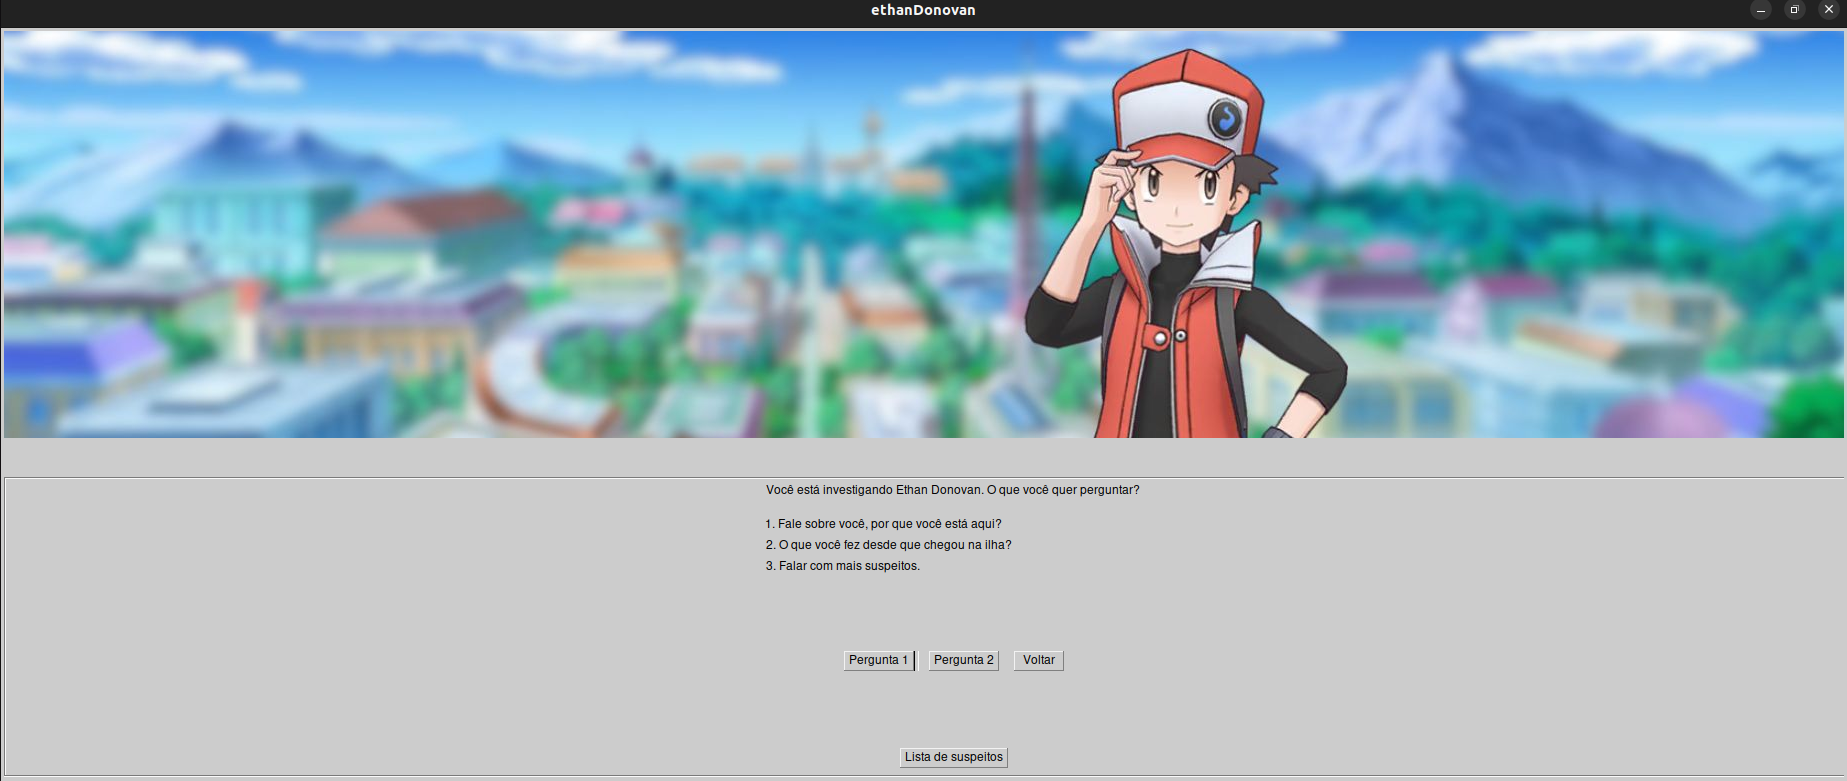 ethanDonovan
Você está investigando Ethan Donovan. O que você quer perguntar?
1. Fale sobre você, por que você está aqui?
2. O que você fez desde que chegou na ilha?
3. Falar com mais suspeitos.
Pergunta 1 Pergunta 2 Voltar
Lista de suspeitos